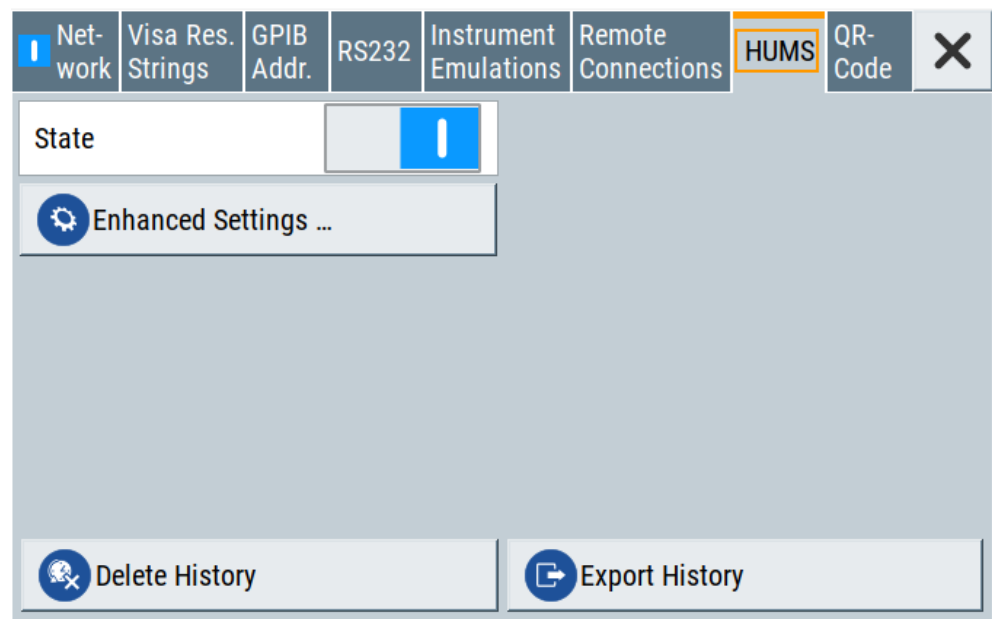 Net-
work
Visa Res.
Strings
GPIB
Addr.
RS232
Instrument
Emulations
Remote
Connections
HUMS
QR-
Code
State
Enhanced Settings ...
Delete History
Export History